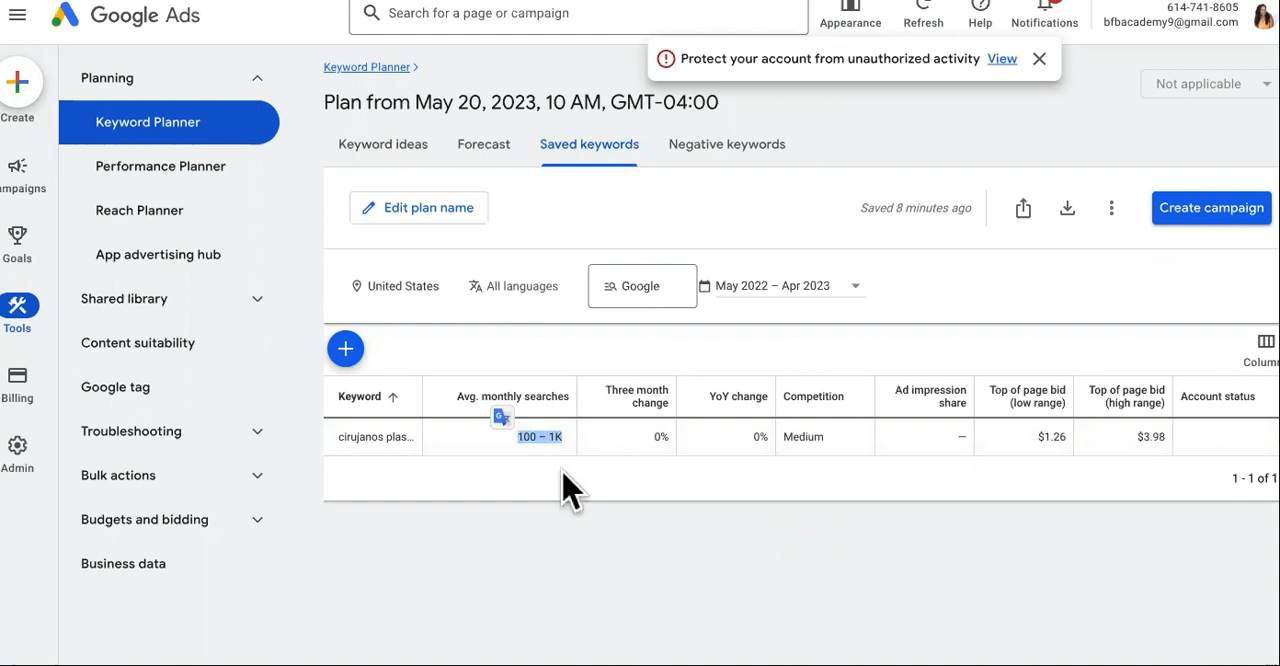 Google Ads
Search for a page or campaign
Appearance
Refresh
Help
Notifications
614-741-8605
bfbacademy9@gmail.com
Protect your account from unauthorized activity View
Create
mpaigns
Goals
Tools
Billing
Admin
Planning
Keyword Planner
Performance Planner
Reach Planner
App advertising hub
Shared library
Content suitability
Google tag
Troubleshooting
Bulk actions
Budgets and bidding
Business data
Keyword Planner
Plan from May 20, 2023, 10 AM, GMT-04:00
Not applicable
Keyword ideas
Forecast
Saved keywords
Negative keywords
Edit plan name
Saved 8 minutes ago
Create campaign
United States
All languages
Google
May 2022 – Apr 2023
Colum
Keyword
Avg. monthly searches
Three month
change
YoY change
Competition
Ad impression
share
Top of page bid
(low range)
Top of page bid
(high range)
Account status
cirujanos plas...
100 – 1K
0%
0%
Medium
–
$1.26
$3.98
1 - 1 of 1